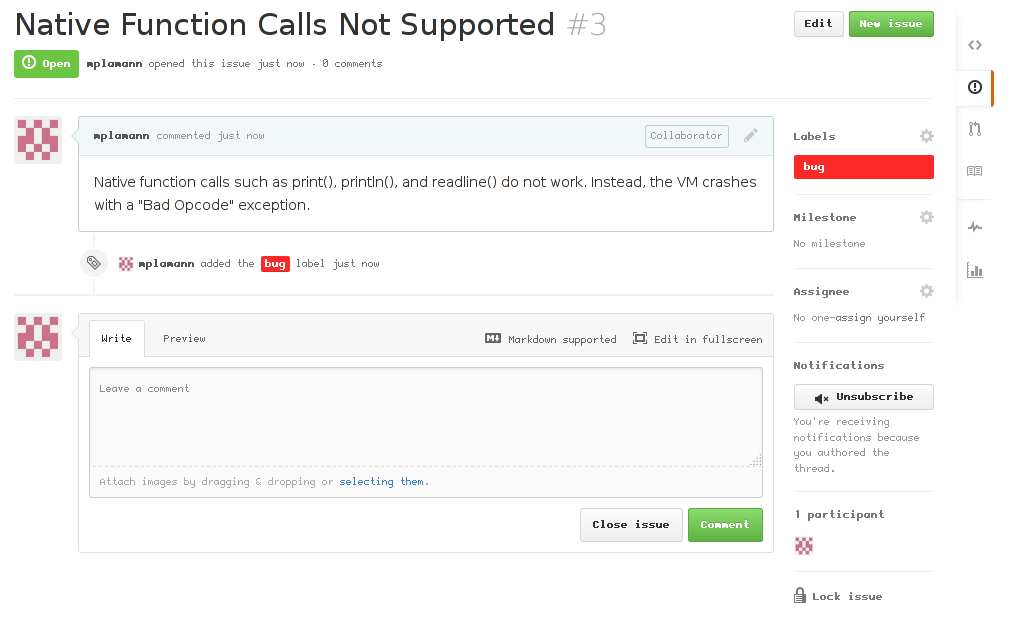 Native Function Calls Not Supported #3
Edit
New issue
Open
mplamann opened this issue just now · 0 comments
mplamann commented just now
Collaborator
Native function calls such as print(), println(), and readline() do not work. Instead, the VM crashes
with a "Bad Opcode" exception.
mplamann added the bug label just now
Write
Preview
Markdown supported
Edit in fullscreen
Leave a comment
Attach images by dragging & dropping or selecting them.
Close issue
Comment
Labels
bug
Milestone
No milestone
Assignee
No one—assign yourself
Notifications
Unsubscribe
You're receiving
notifications because
you authored the
thread.
1 participant
Lock issue